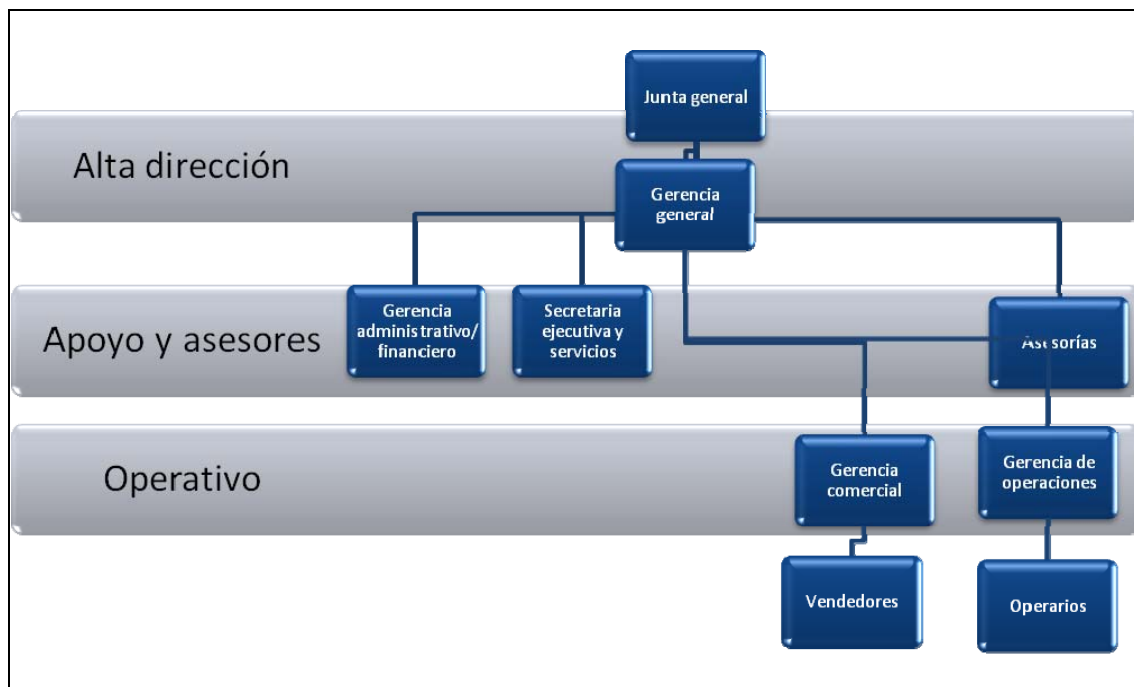 Junta general
Alta dirección
Gerencia
general
Gerencia
administrativo/
financiero
Secretaria
ejecutiva y
servicios
Apoyo y asesores
Asesorías
Operativo
Gerencia
comercial
Gerencia de
operaciones
Vendedores
Operarios